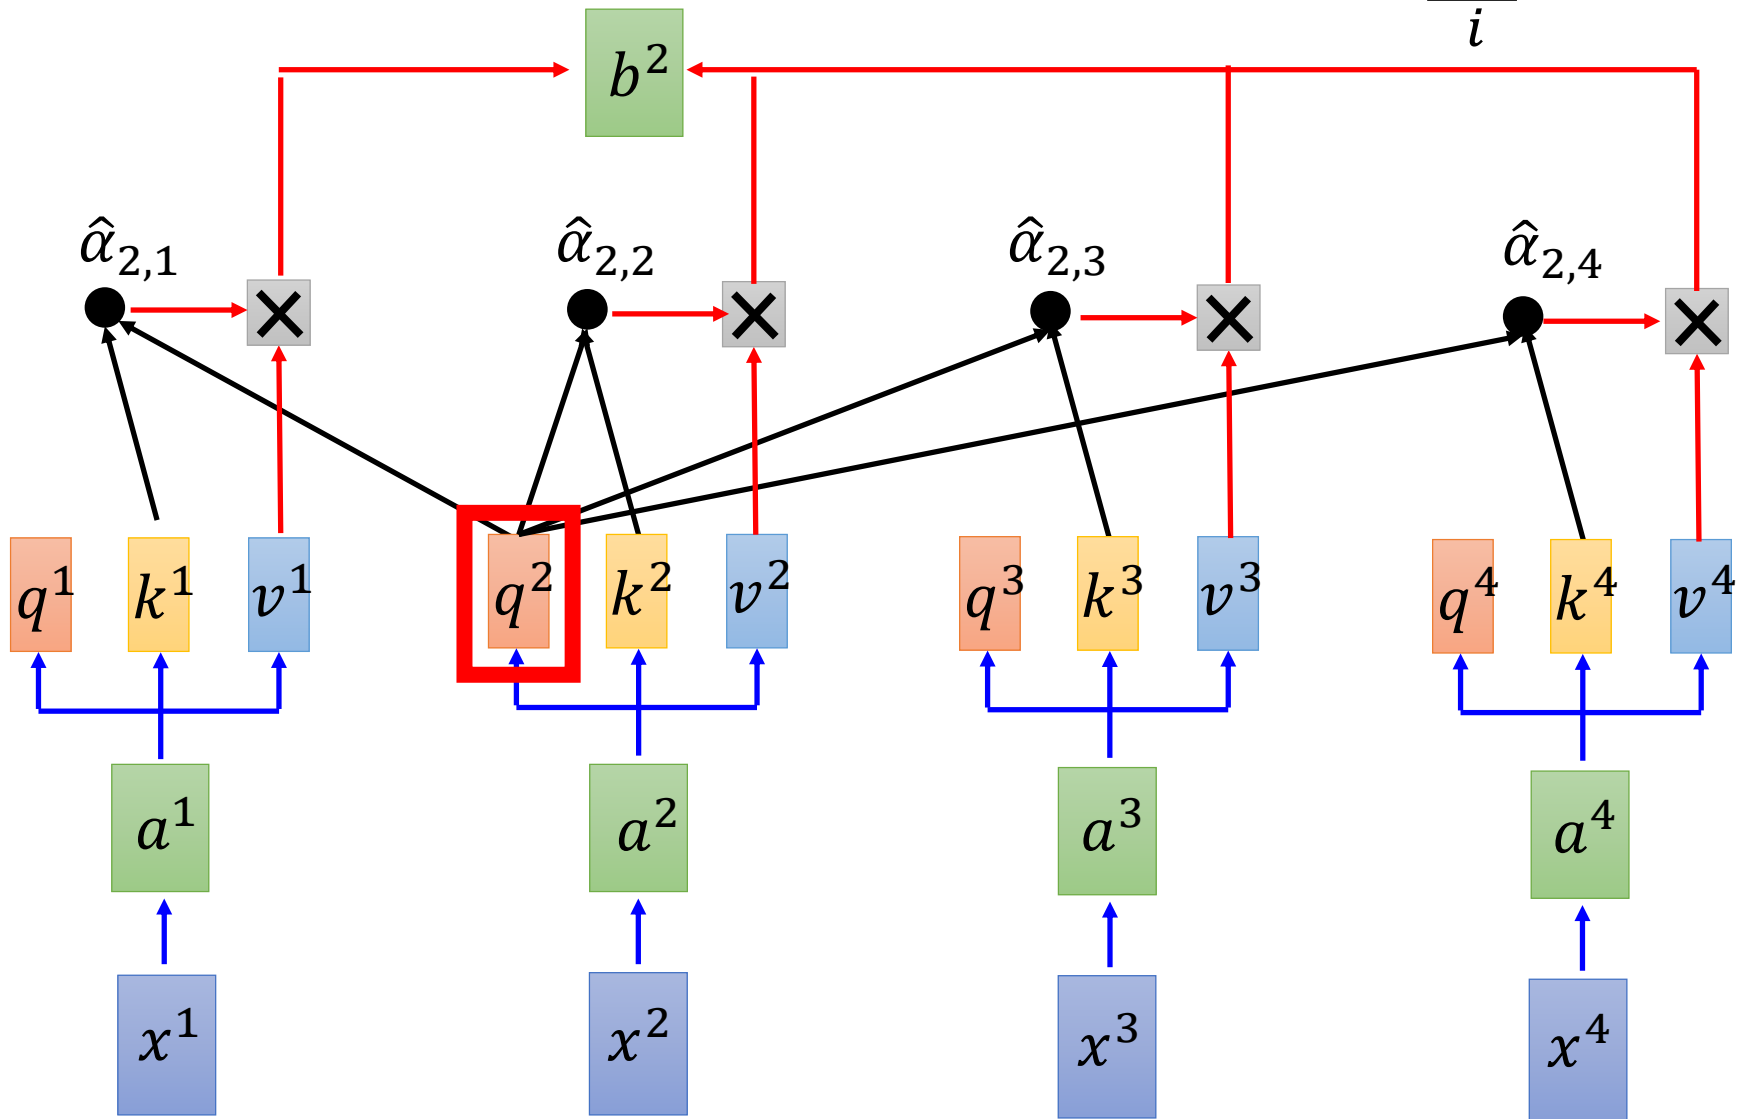 i
b²
α̂₂,₁ α̂₂,₂ α̂₂,₃ α̂₂,₄
q¹ k¹ v¹ q² k² v² q³ k³ v³ q⁴ k⁴ v⁴
a¹ a² a³ a⁴
x¹ x² x³ x⁴